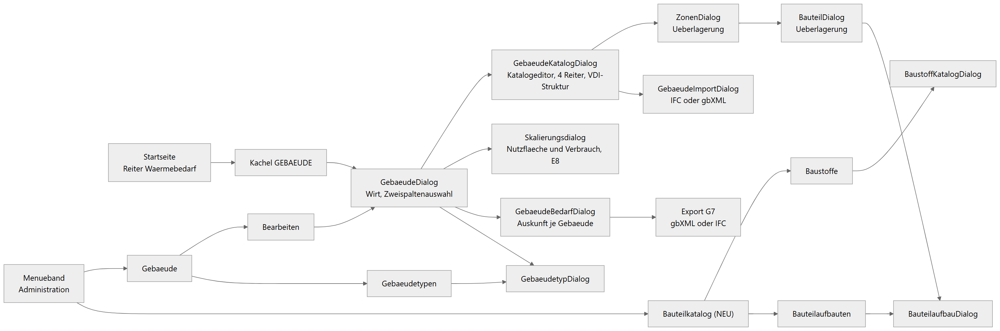 ZonenDialog
Ueberlagerung
BauteilDialog
Ueberlagerung
GebaeudeKatalogDialog
Katalogeditor, 4 Reiter, VDI-
Struktur
BaustoffKatalogDialog
GebaeudeImportDialog
IFC oder gbXML
Skalierungsdialog
Nutzflaeche und Verbrauch,
E8
Startseite
Reiter Waermebedarf
Kachel GEBAEUDE
Baustoffe
GebaeudeDialog
Wirt, Zweispaltenauswahl
GebaeudeBedarfDialog
Auskunft je Gebaeude
Export G7
gbXML oder IFC
Bearbeiten
Gebaeude
Menueband
Administration
Gebaeudetypen
GebaeudetypDialog
Bauteilkatalog (NEU)
Bauteilaufbauten
BauteilaufbauDialog